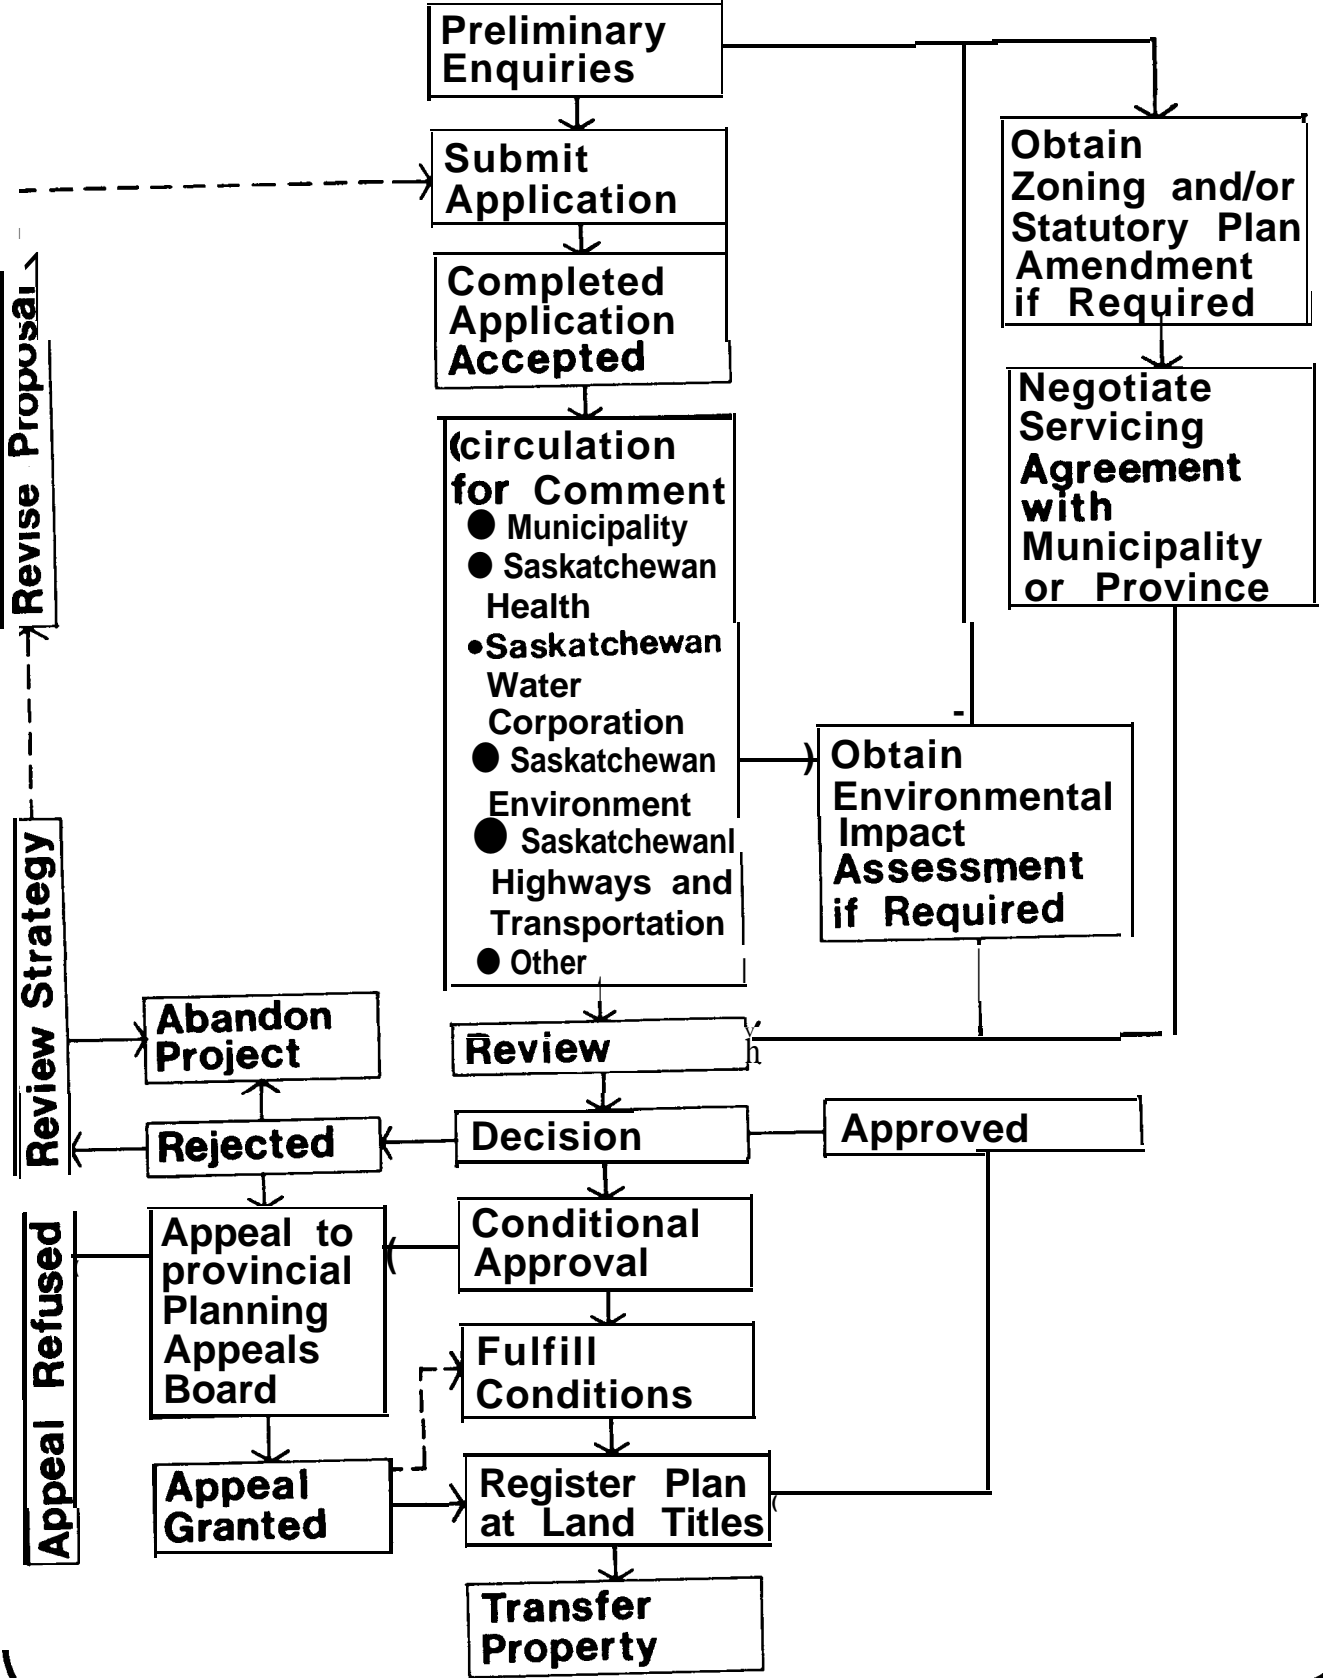 Preliminary
Enquiries
Submit
Application
Completed
Application
Accepted
(circulation
for Comment
● Municipality
● Saskatchewan
Health
•Saskatchewan
Water
Corporation
● Saskatchewan
Environment
● Saskatchewanl
Highways and
Transportation
● Other
Obtain
Zoning and/or
Statutory Plan
Amendment
if Required
Negotiate
Servicing
Agreement
with
Municipality
or Province
Obtain
Environmental
Impact
Assessment
if Required
Revise Proposal
Review Strategy
Abandon
Project
Review
Rejected
Decision
Approved
Appeal Refused
Appeal to
provincial
Planning
Appeals
Board
Conditional
Approval
Fulfill
Conditions
Appeal
Granted
Register Plan
at Land Titles
Transfer
Property